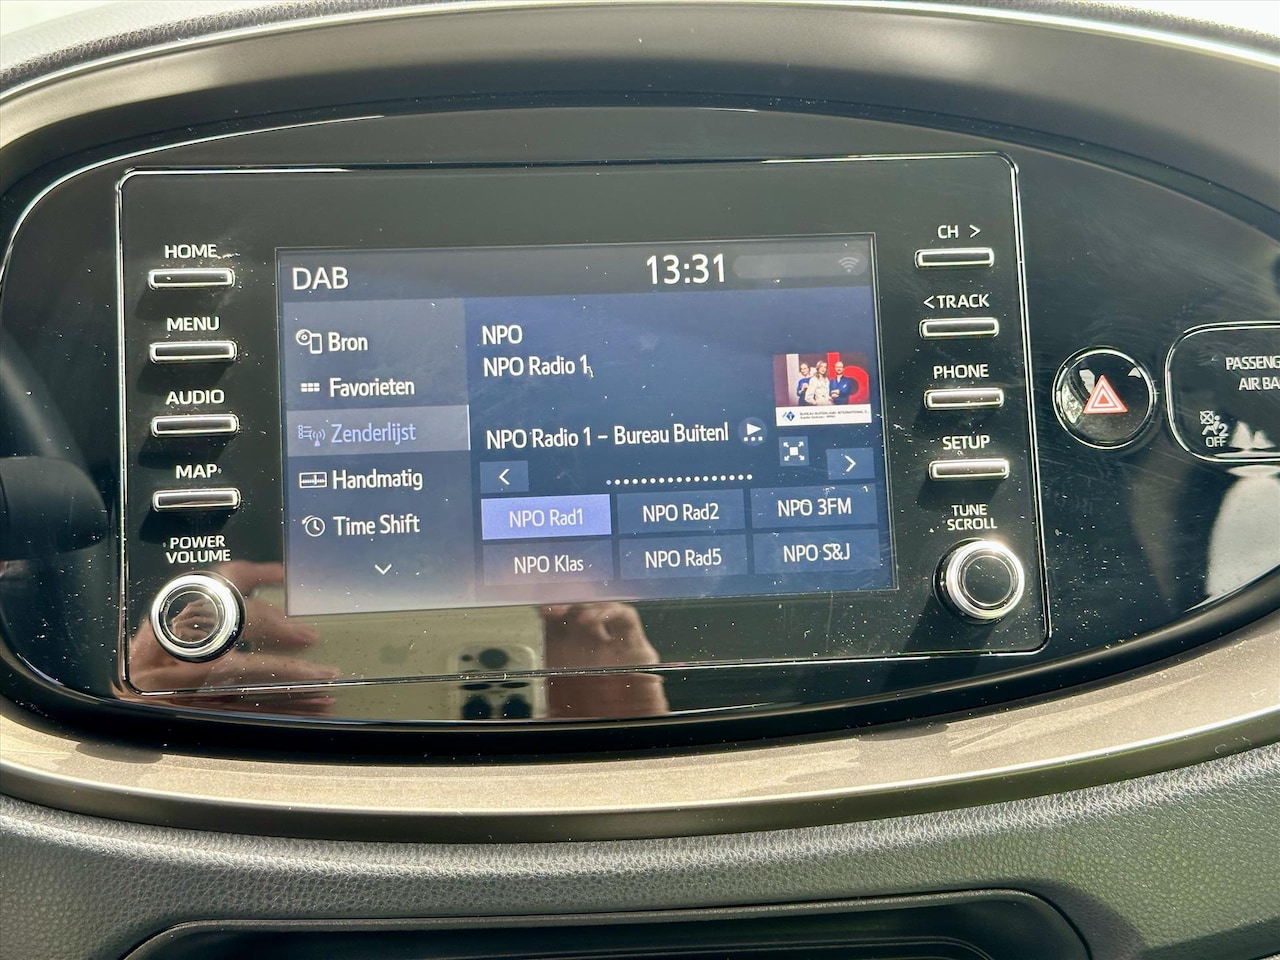 HOME
MENU
AUDIO
MAP
POWER
VOLUME
DAB
13:31
Bron
Favorieten
Zenderlijst
Handmatig
Time Shift
NPO
NPO Radio 1
NPO Radio 1 – Bureau Buitenl
NPO Rad1
NPO Rad2
NPO 3FM
NPO Klas
NPO Rad5
NPO S&J
CH >
< TRACK
PHONE
SETUP
TUNE
SCROLL
PASSENG
AIR BA
2
OFF